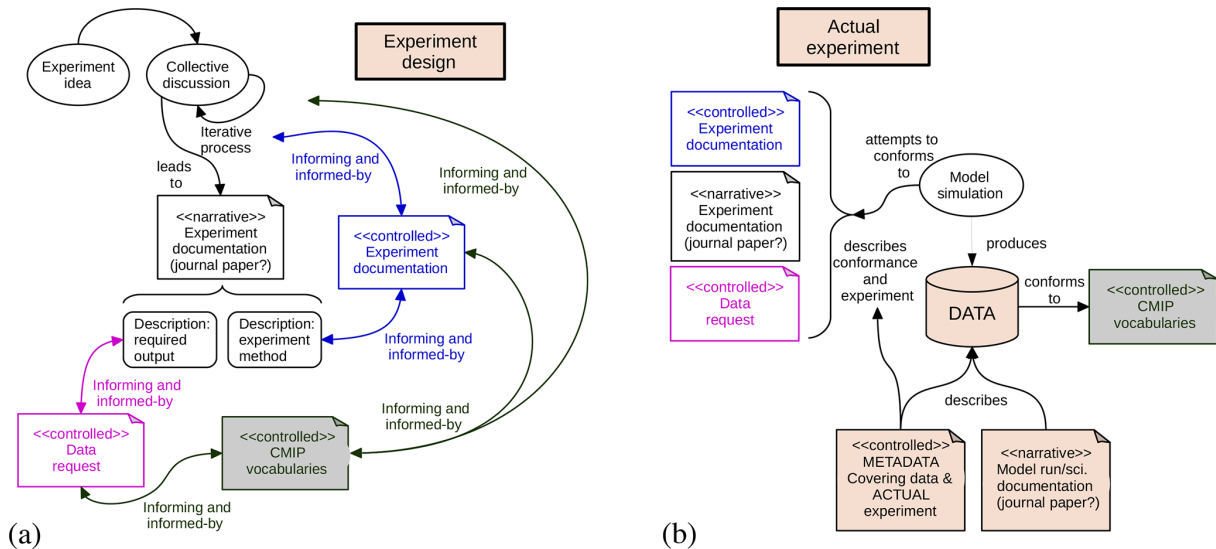 Experiment
design
Experiment
idea
Collective
discussion
Iterative
process
leads
to
<<narrative>>
Experiment
documentation
(journal paper?)
Informing and
informed-by
Informing and
informed-by
<<controlled>>
Experiment
documentation
Description:
required
output
Description:
experiment
method
Informing and
informed-by
Informing and
informed-by
Informing and
informed-by
<<controlled>>
Data
request
<<controlled>>
CMIP
vocabularies
Informing and
informed-by
(a)
Actual
experiment
<<controlled>>
Experiment
documentation
<<narrative>>
Experiment
documentation
(journal paper?)
<<controlled>>
Data
request
attempts to
conforms
to
Model
simulation
describes
conformance
and
experiment
produces
DATA
conforms
to
<<controlled>>
CMIP
vocabularies
describes
<<controlled>>
METADATA
Covering data &
ACTUAL
experiment
<<narrative>>
Model run/sci.
documentation
(journal paper?)
(b)